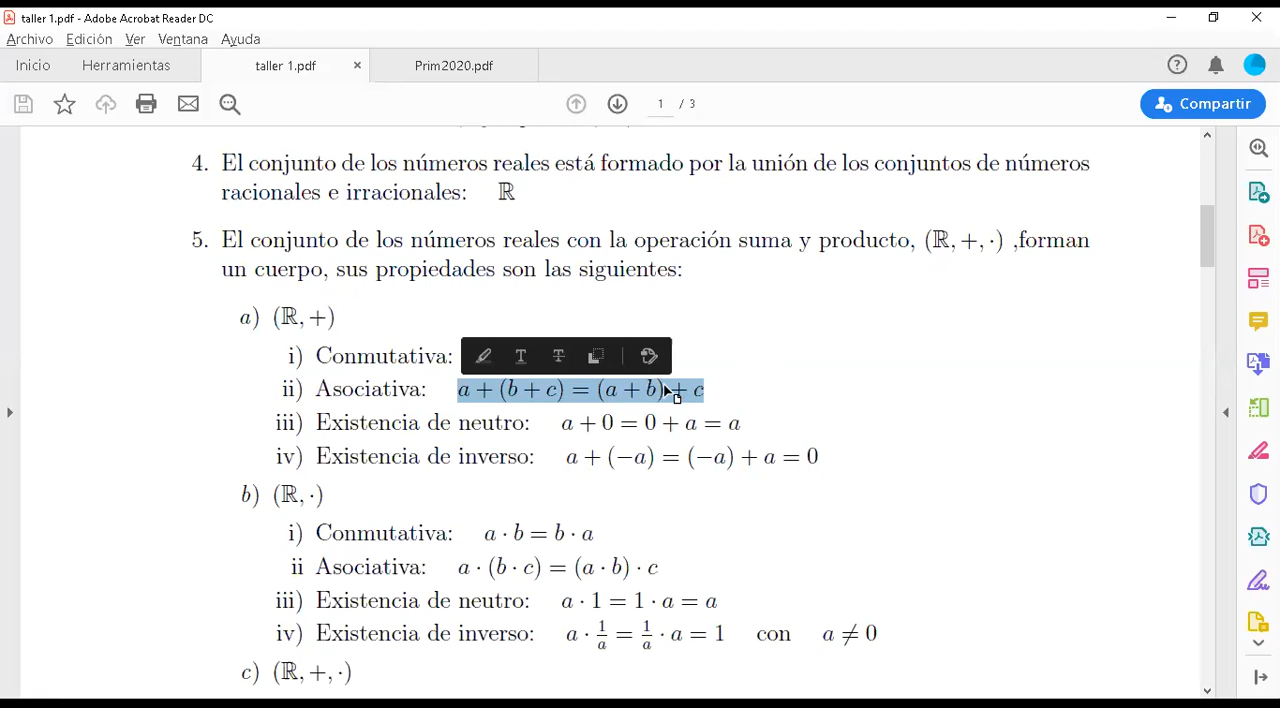 taller 1.pdf - Adobe Acrobat Reader DC
Archivo Edición Ver Ventana Ayuda
Inicio Herramientas taller 1.pdf × Prim2020.pdf
1 / 3 Compartir
4. El conjunto de los números reales está formado por la unión de los conjuntos de números
racionales e irracionales: ℝ
5. El conjunto de los números reales con la operación suma y producto, (ℝ, +, ·) ,forman
un cuerpo, sus propiedades son las siguientes:
a) (ℝ, +)
i) Conmutativa:
ii) Asociativa: a + (b + c) = (a + b) + c
iii) Existencia de neutro: a + 0 = 0 + a = a
iv) Existencia de inverso: a + (−a) = (−a) + a = 0
b) (ℝ, ·)
i) Conmutativa: a · b = b · a
ii Asociativa: a · (b · c) = (a · b) · c
iii) Existencia de neutro: a · 1 = 1 · a = a
iv) Existencia de inverso: a · 1/a = 1/a · a = 1 con a ≠ 0
c) (ℝ, +, ·)